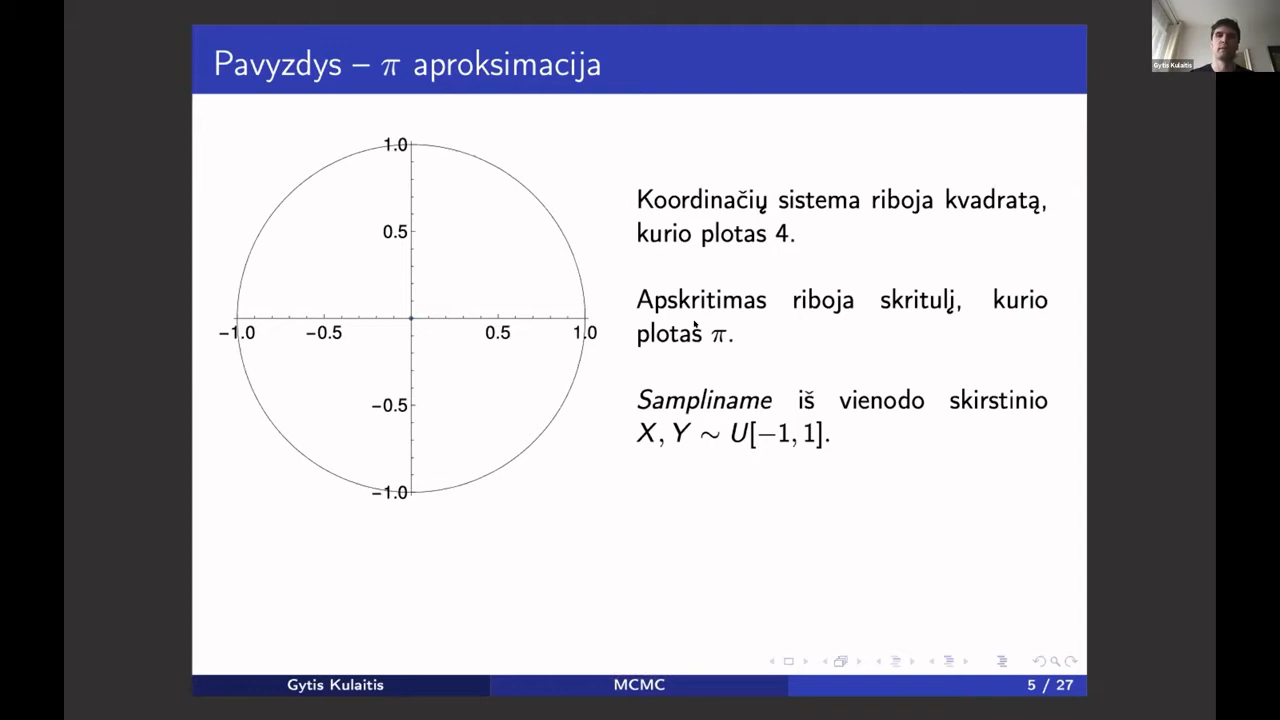 Pavyzdys – π aproksimacija
Gytis Kulaitis
1.0
0.5
−1.0
−0.5
0.5
1.0
−0.5
−1.0
Koordinačių sistema riboja kvadratą,
kurio plotas 4.
Apskritimas riboja skritulį, kurio
plotas π.
Sampliname iš vienodo skirstinio
X, Y ∼ U[−1, 1].
Gytis Kulaitis
MCMC
5 / 27